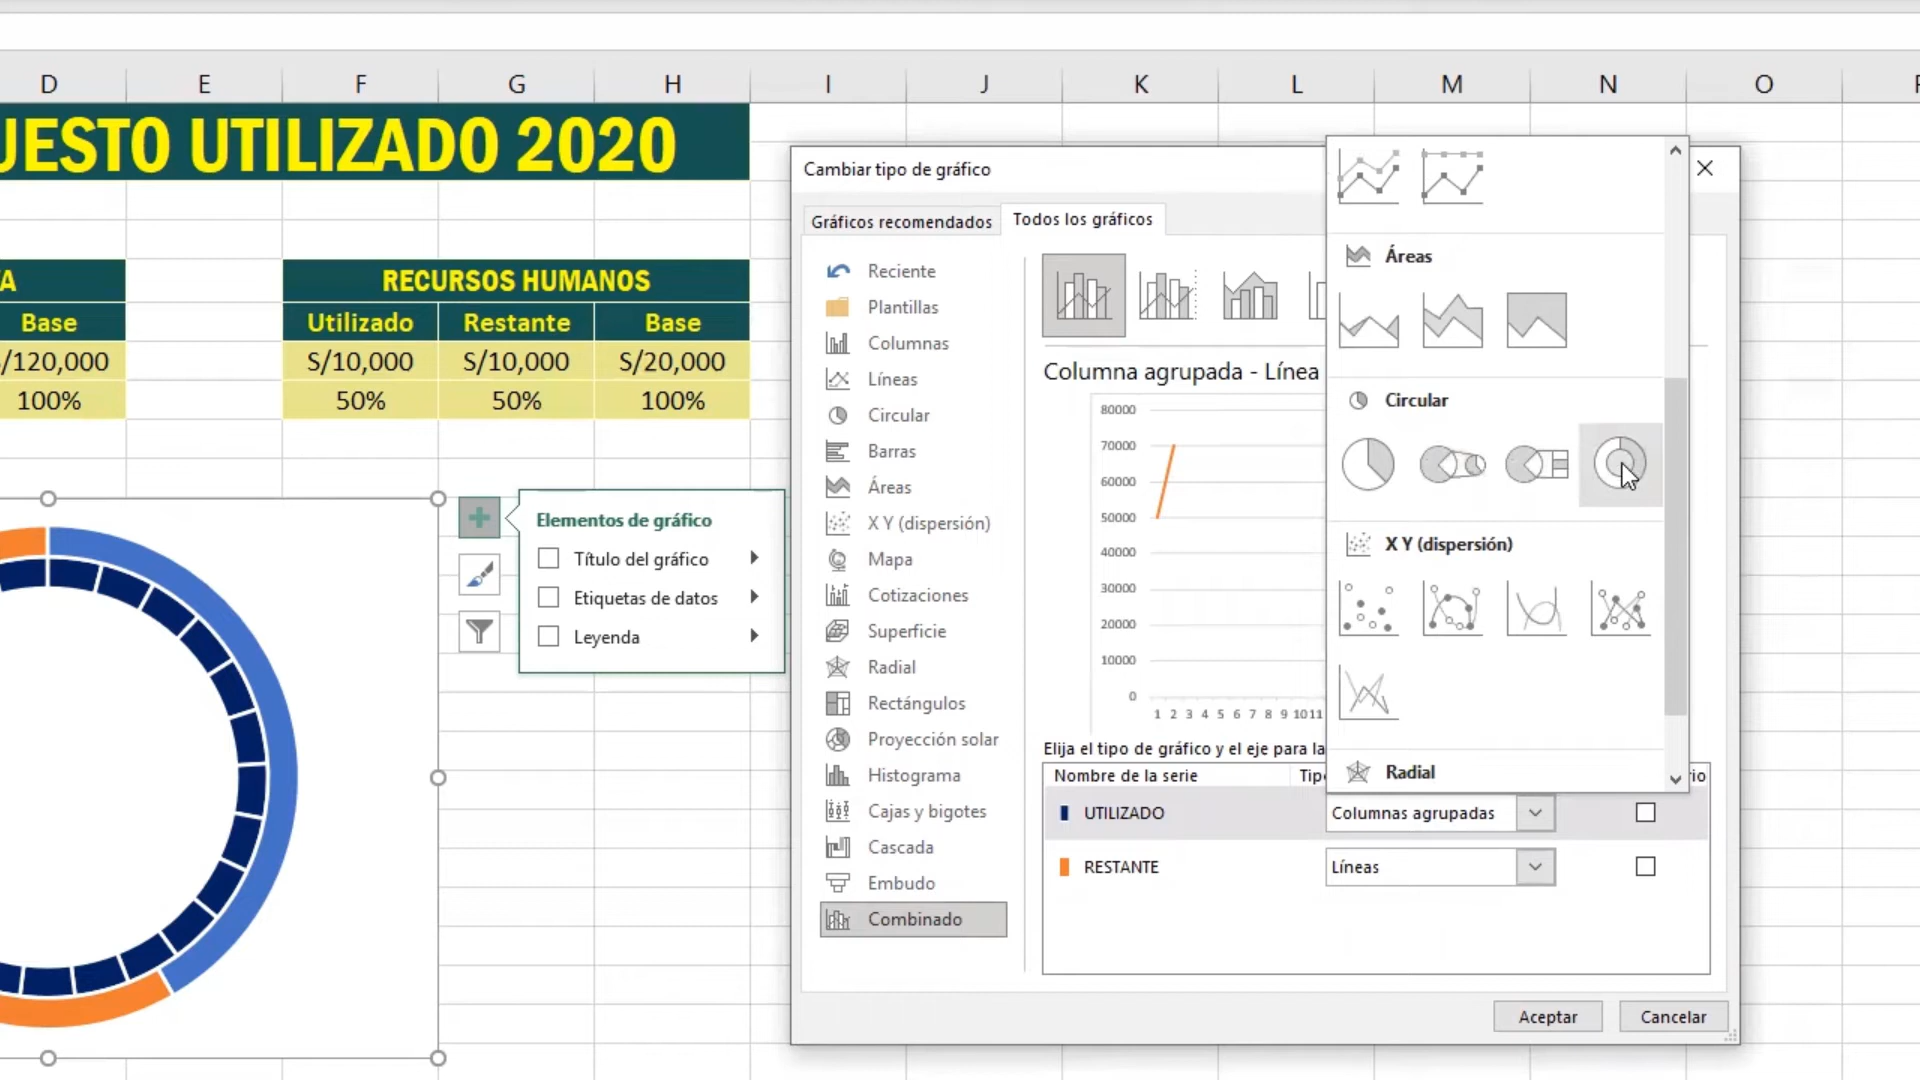 D E F G H I J K L M N O
UESTO UTILIZADO 2020
A
Base
/120,000
100%
RECURSOS HUMANOS
Utilizado Restante Base
S/10,000 S/10,000 S/20,000
50% 50% 100%
Elementos de gráfico
Título del gráfico
Etiquetas de datos
Leyenda
Cambiar tipo de gráfico
Gráficos recomendados Todos los gráficos
Reciente
Plantillas
Columnas
Líneas
Circular
Barras
Áreas
X Y (dispersión)
Mapa
Cotizaciones
Superficie
Radial
Rectángulos
Proyección solar
Histograma
Cajas y bigotes
Cascada
Embudo
Combinado
Columna agrupada - Línea
80000
70000
60000
50000
40000
30000
20000
10000
0
1 2 3 4 5 6 7 8 9 10 11
Áreas
Circular
X Y (dispersión)
Radial
Elija el tipo de gráfico y el eje para la
Nombre de la serie Tip rio
UTILIZADO Columnas agrupadas
RESTANTE Líneas
Aceptar Cancelar